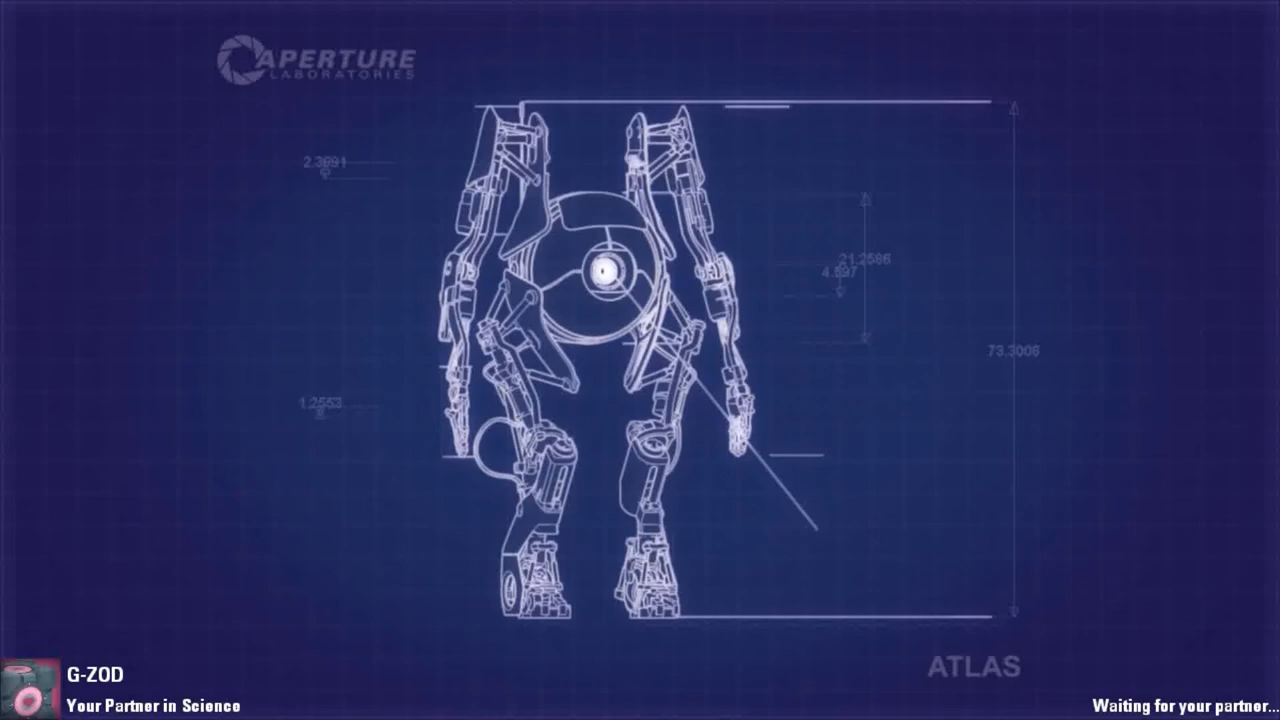 APERTURE
LABORATORIES
2.3691
21.2586
4.597
73.3006
1.2553
ATLAS
G-ZOD
Your Partner in Science
Waiting for your partner...